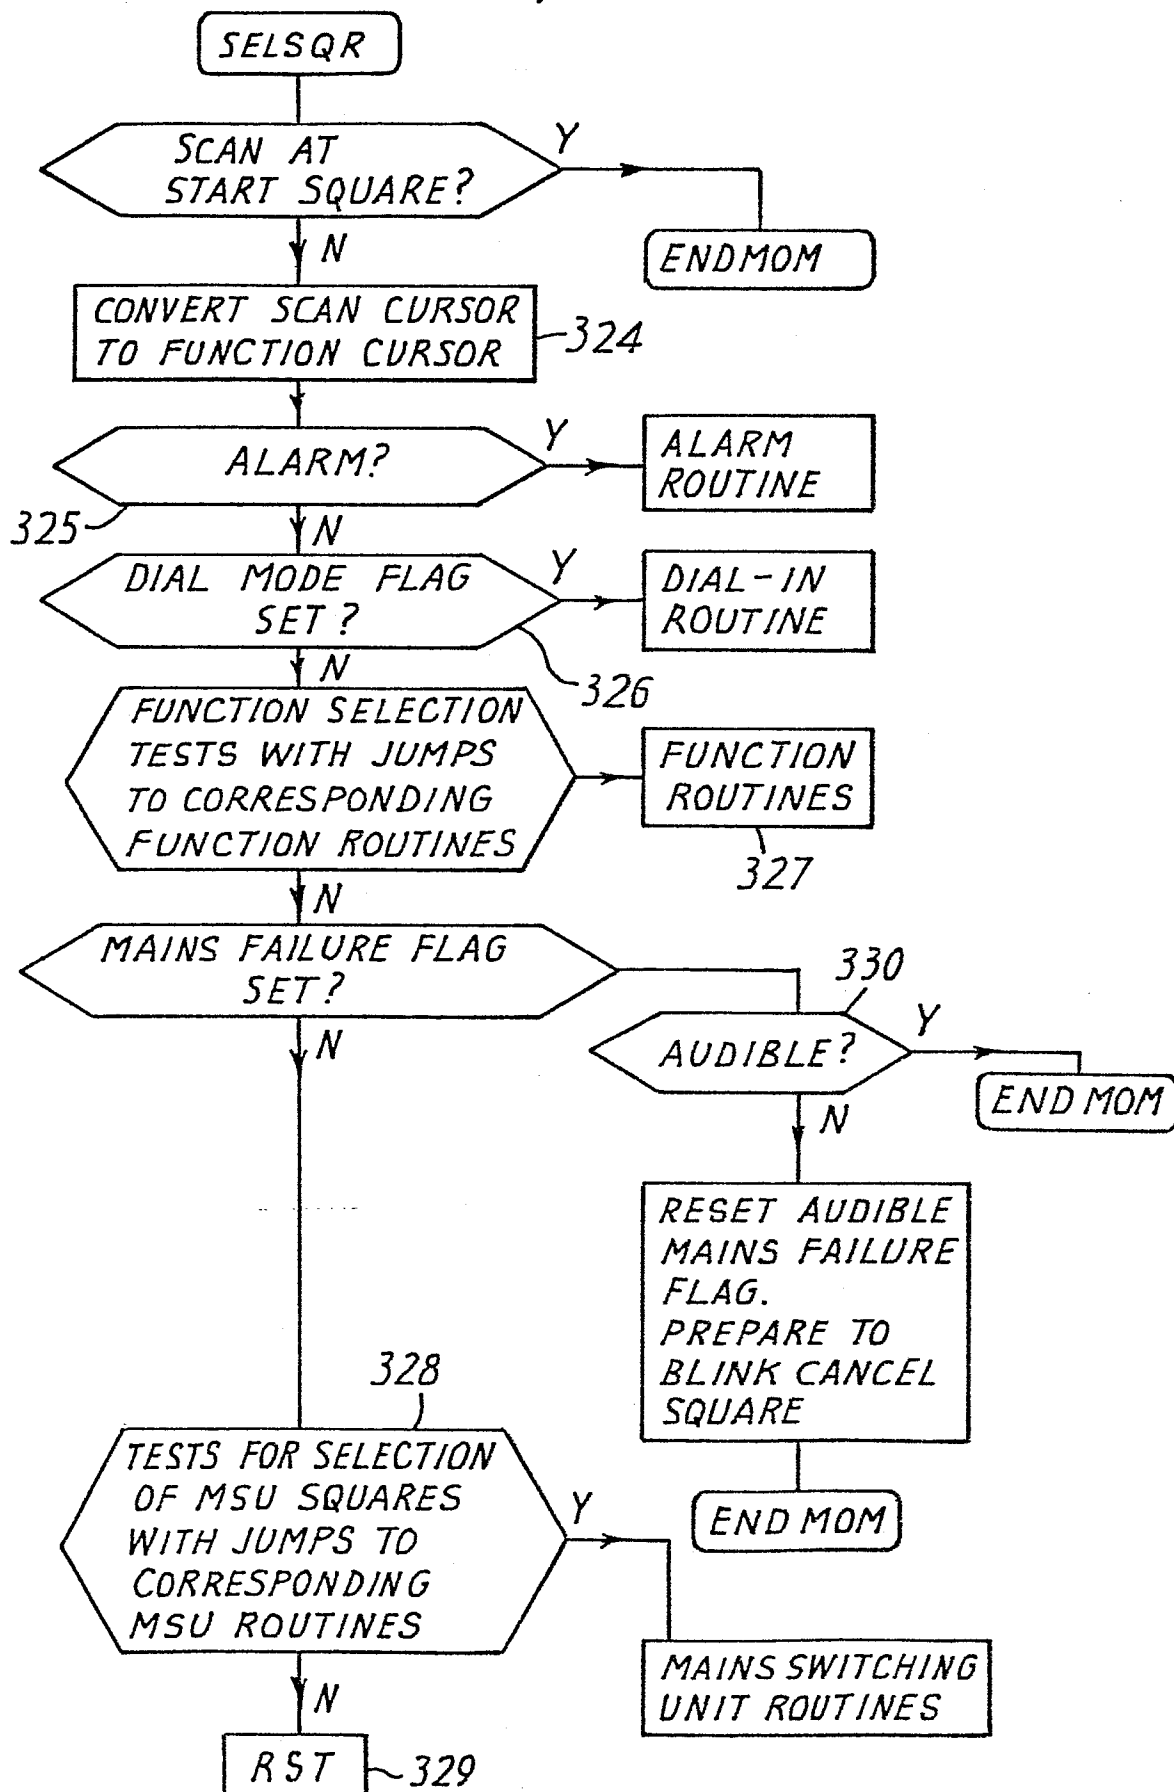 SELSQR
SCAN AT
START SQUARE?
Y
ENDMOM
N
CONVERT SCAN CURSOR
TO FUNCTION CURSOR
324
ALARM?
Y
ALARM
ROUTINE
325
N
DIAL MODE FLAG
SET?
Y
DIAL-IN
ROUTINE
326
N
FUNCTION SELECTION
TESTS WITH JUMPS
TO CORRESPONDING
FUNCTION ROUTINES
FUNCTION
ROUTINES
327
N
MAINS FAILURE FLAG
SET?
330
N
AUDIBLE?
Y
END MOM
N
RESET AUDIBLE
MAINS FAILURE
FLAG.
PREPARE TO
BLINK CANCEL
SQUARE
END MOM
328
TESTS FOR SELECTION
OF MSU SQUARES
WITH JUMPS TO
CORRESPONDING
MSU ROUTINES
Y
MAINS SWITCHING
UNIT ROUTINES
N
RST
329